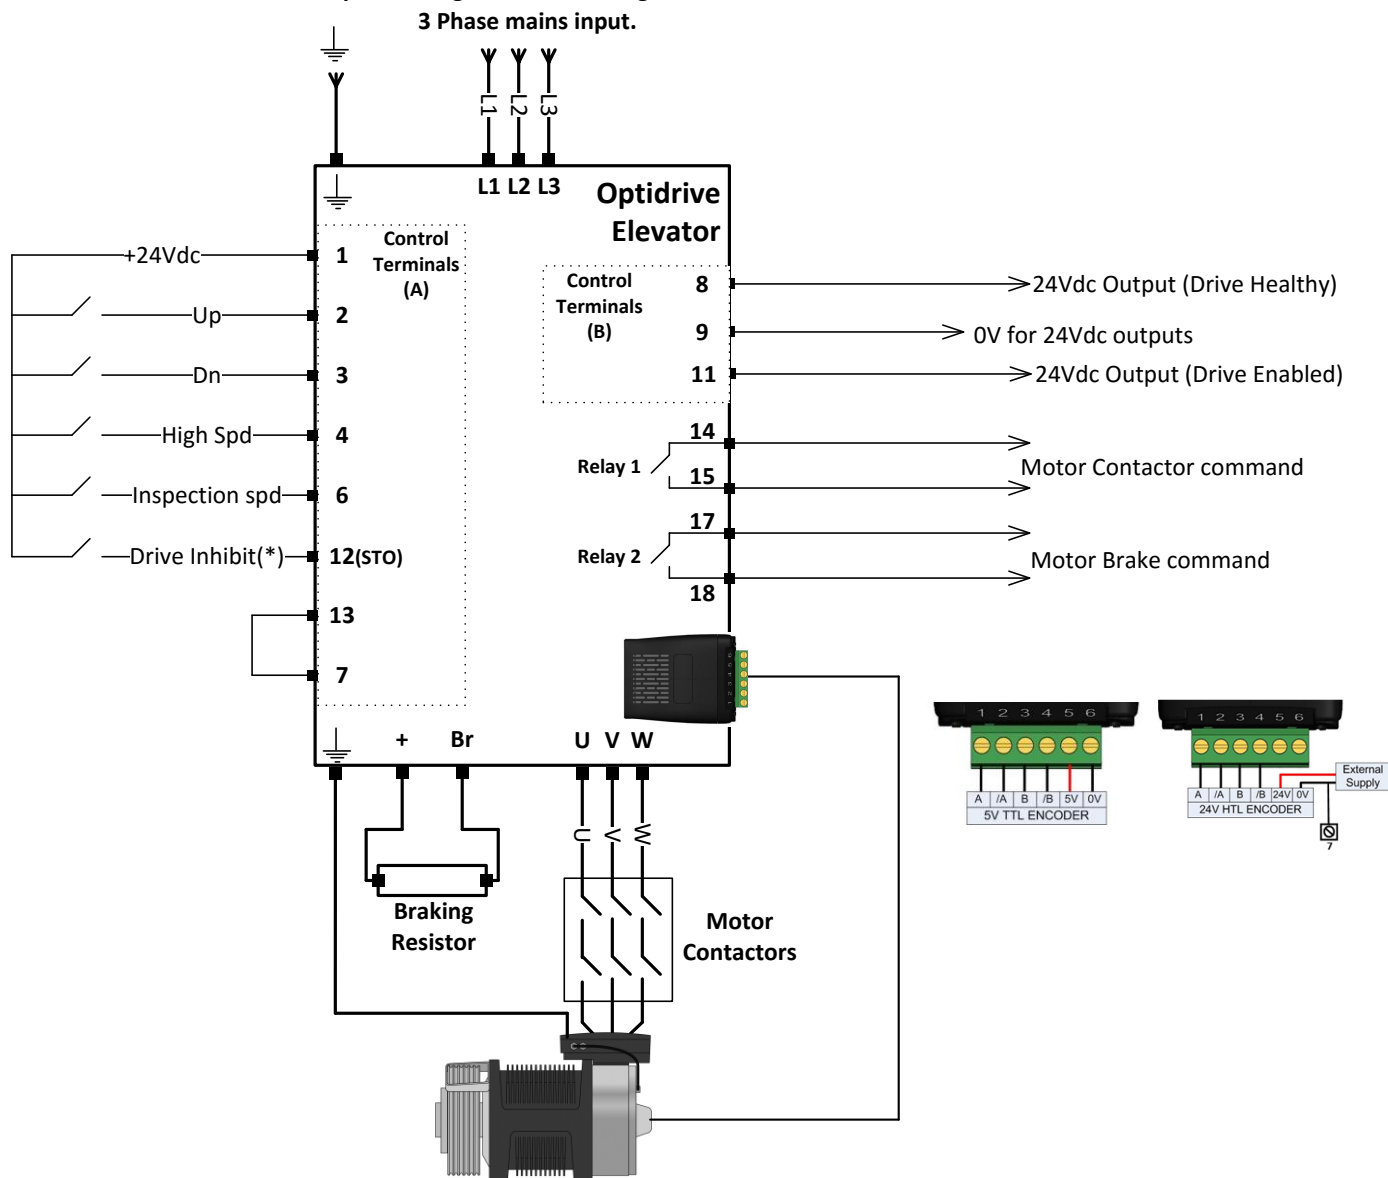 3 Phase mains input.
L1
L2
L3
L1 L2 L3
Optidrive
Elevator
Control
Terminals
(A)
+24Vdc
1
Up
2
Dn
3
High Spd
4
Inspection spd
6
Drive Inhibit(*)
12(STO)
13
7
Control
Terminals
(B)
8
24Vdc Output (Drive Healthy)
9
0V for 24Vdc outputs
11
24Vdc Output (Drive Enabled)
14
Relay 1
15
Motor Contactor command
17
Relay 2
18
Motor Brake command
+
Br
U V W
U
V
W
Braking
Resistor
Motor
Contactors
1 2 3 4 5 6
A /A B /B 5V 0V
5V TTL ENCODER
1 2 3 4 5 6
A /A B /B 24V 0V
24V HTL ENCODER
External
Supply
7